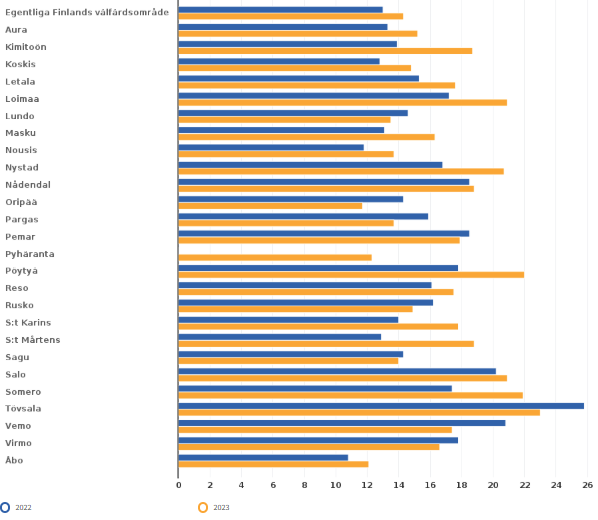 Egentliga Finlands välfärdsområde
Aura
Kimitoön
Koskis
Letala
Loimaa
Lundo
Masku
Nousis
Nystad
Nådendal
Oripää
Pargas
Pemar
Pyhäranta
Pöytyä
Reso
Rusko
S:t Karins
S:t Mårtens
Sagu
Salo
Somero
Tövsala
Vemo
Virmo
Åbo
0 2 4 6 8 10 12 14 16 18 20 22 24 26
2022 2023